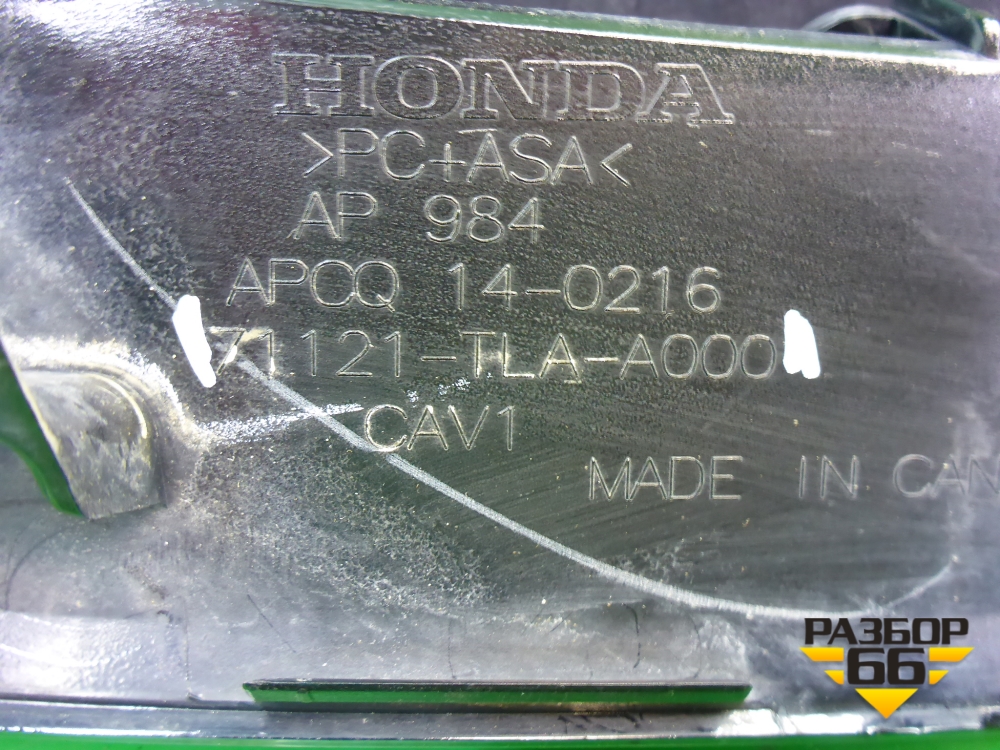 HONDA
>PC+ASA<
AP 984
APCQ 14-0216
71121-TLA-A000
CAV1
MADE IN CAN
РАЗБОР
66